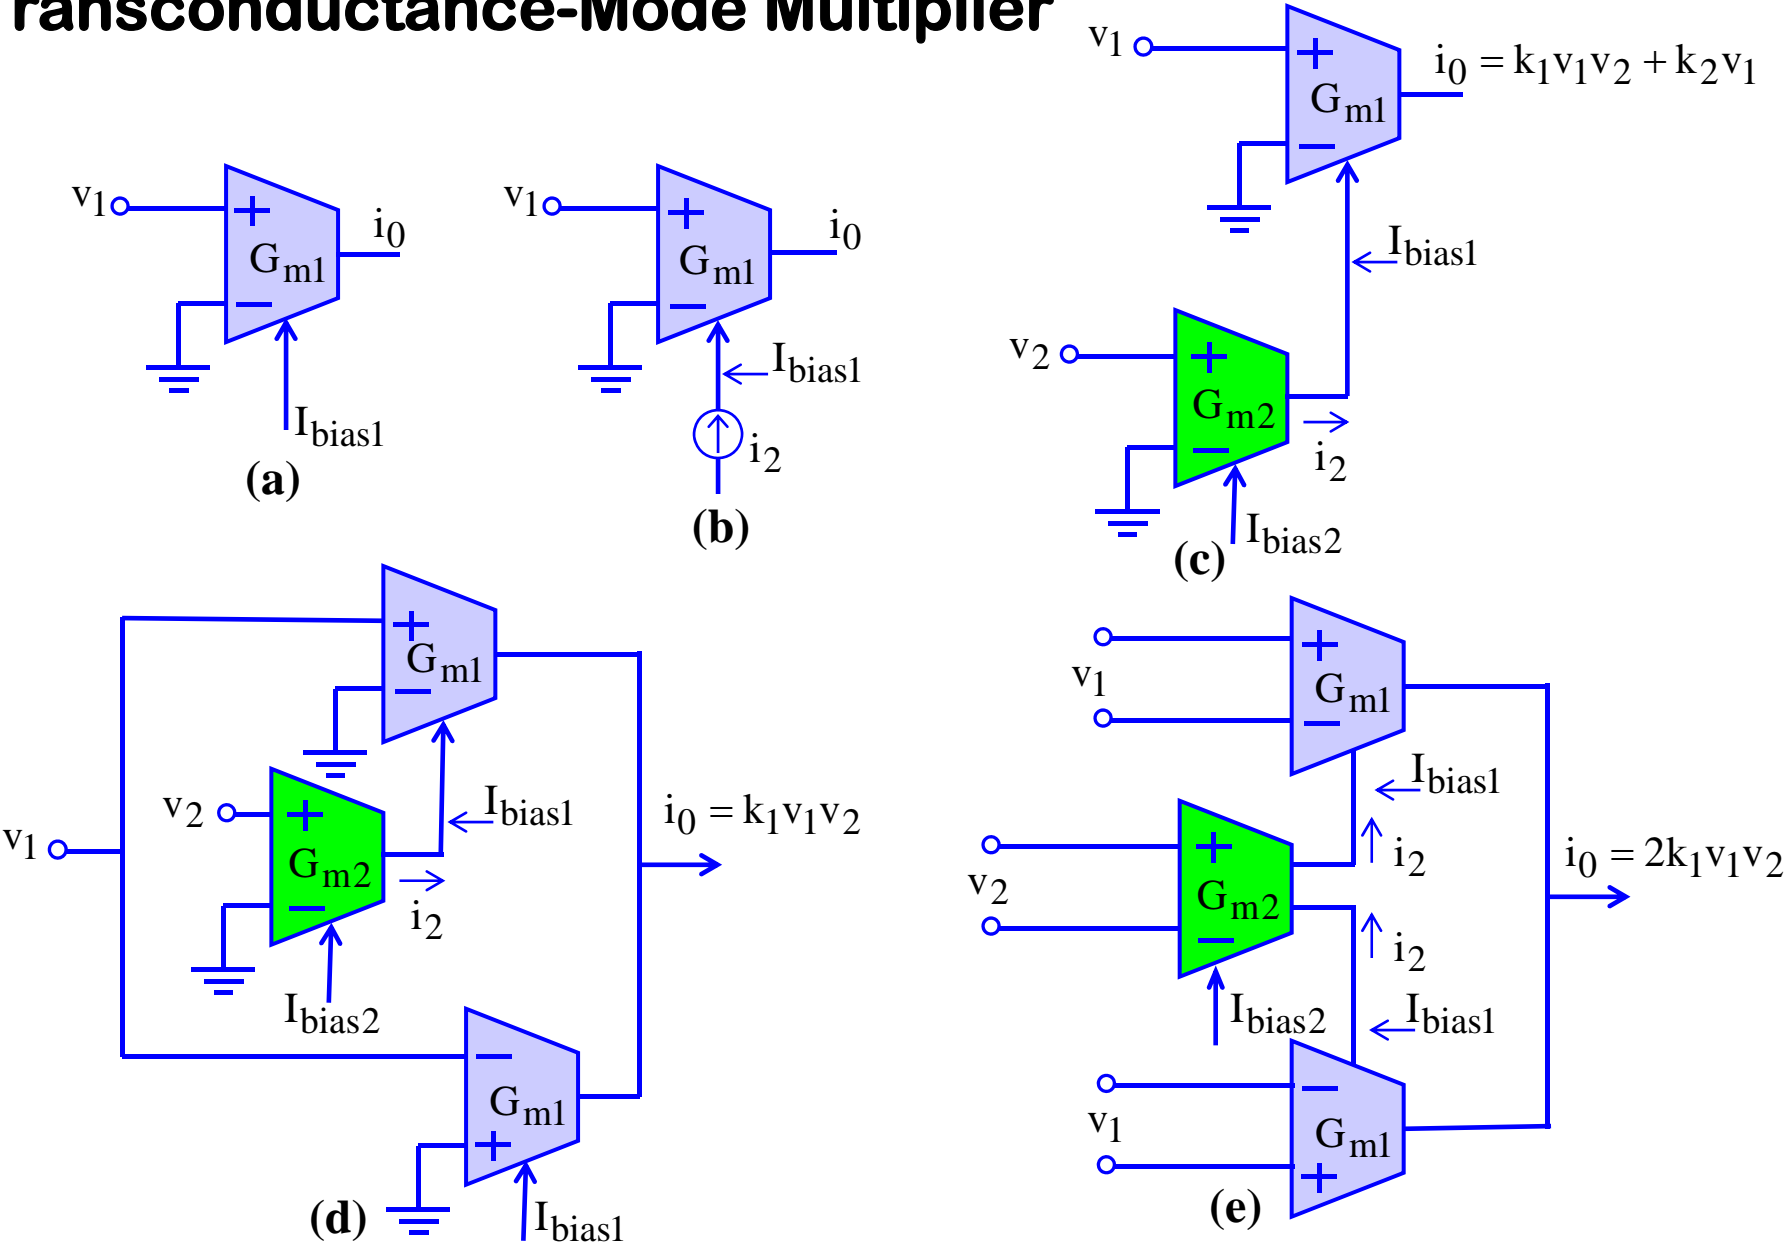 ransconductance-Mode Multiplier
v1
+
Gm1
−
i0
Ibias1
(a)
v1
+
Gm1
−
i0
Ibias1
i2
(b)
v1
+
Gm1
−
i0 = k1v1v2 + k2v1
Ibias1
v2
+
Gm2
−
i2
Ibias2
(c)
v1
+
Gm1
−
v2
+
Gm2
−
Ibias1
i2
Ibias2
i0 = k1v1v2
−
Gm1
+
Ibias1
(d)
v1
+
Gm1
−
Ibias1
i2
v2
+
Gm2
−
i2
Ibias2
Ibias1
i0 = 2k1v1v2
v1
−
Gm1
+
(e)